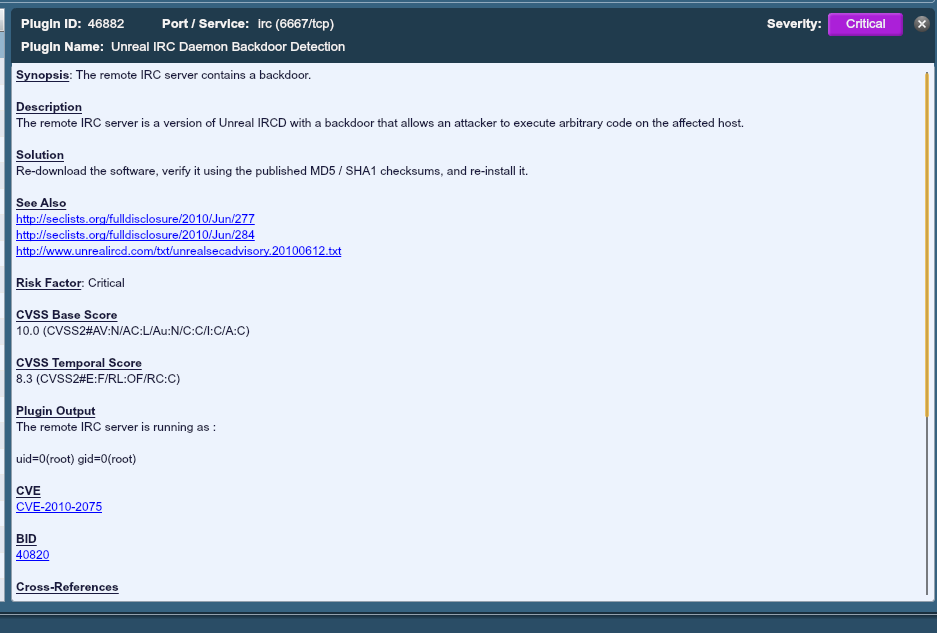 Plugin ID: 46882 Port / Service: irc (6667/tcp) Severity: Critical
Plugin Name: Unreal IRC Daemon Backdoor Detection
Synopsis: The remote IRC server contains a backdoor.
Description
The remote IRC server is a version of Unreal IRCD with a backdoor that allows an attacker to execute arbitrary code on the affected host.
Solution
Re-download the software, verify it using the published MD5 / SHA1 checksums, and re-install it.
See Also
http://seclists.org/fulldisclosure/2010/Jun/277
http://seclists.org/fulldisclosure/2010/Jun/284
http://www.unrealircd.com/txt/unrealsecadvisory.20100612.txt
Risk Factor: Critical
CVSS Base Score
10.0 (CVSS2#AV:N/AC:L/Au:N/C:C/I:C/A:C)
CVSS Temporal Score
8.3 (CVSS2#E:F/RL:OF/RC:C)
Plugin Output
The remote IRC server is running as :
uid=0(root) gid=0(root)
CVE
CVE-2010-2075
BID
40820
Cross-References